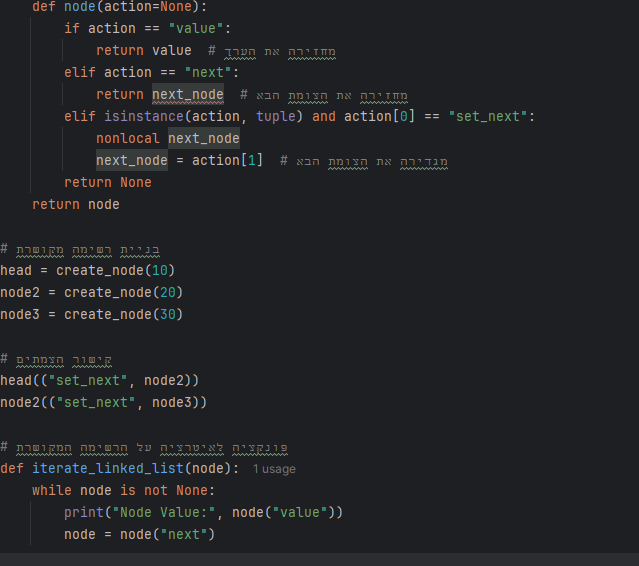 def node(action=None):
if action == "value":
return value  # מחזירה את הערך
elif action == "next":
return next_node  # מחזירה את הצומת הבא
elif isinstance(action, tuple) and action[0] == "set_next":
nonlocal next_node
next_node = action[1]  # מגדירה את הצומת הבא
return None
return node
# בניית רשימה מקושרת
head = create_node(10)
node2 = create_node(20)
node3 = create_node(30)
# קישור הצמתים
head(("set_next", node2))
node2(("set_next", node3))
# פונקציה לאיטרציה על הרשימה המקושרת
def iterate_linked_list(node): 1 usage
while node is not None:
print("Node Value:", node("value"))
node = node("next")